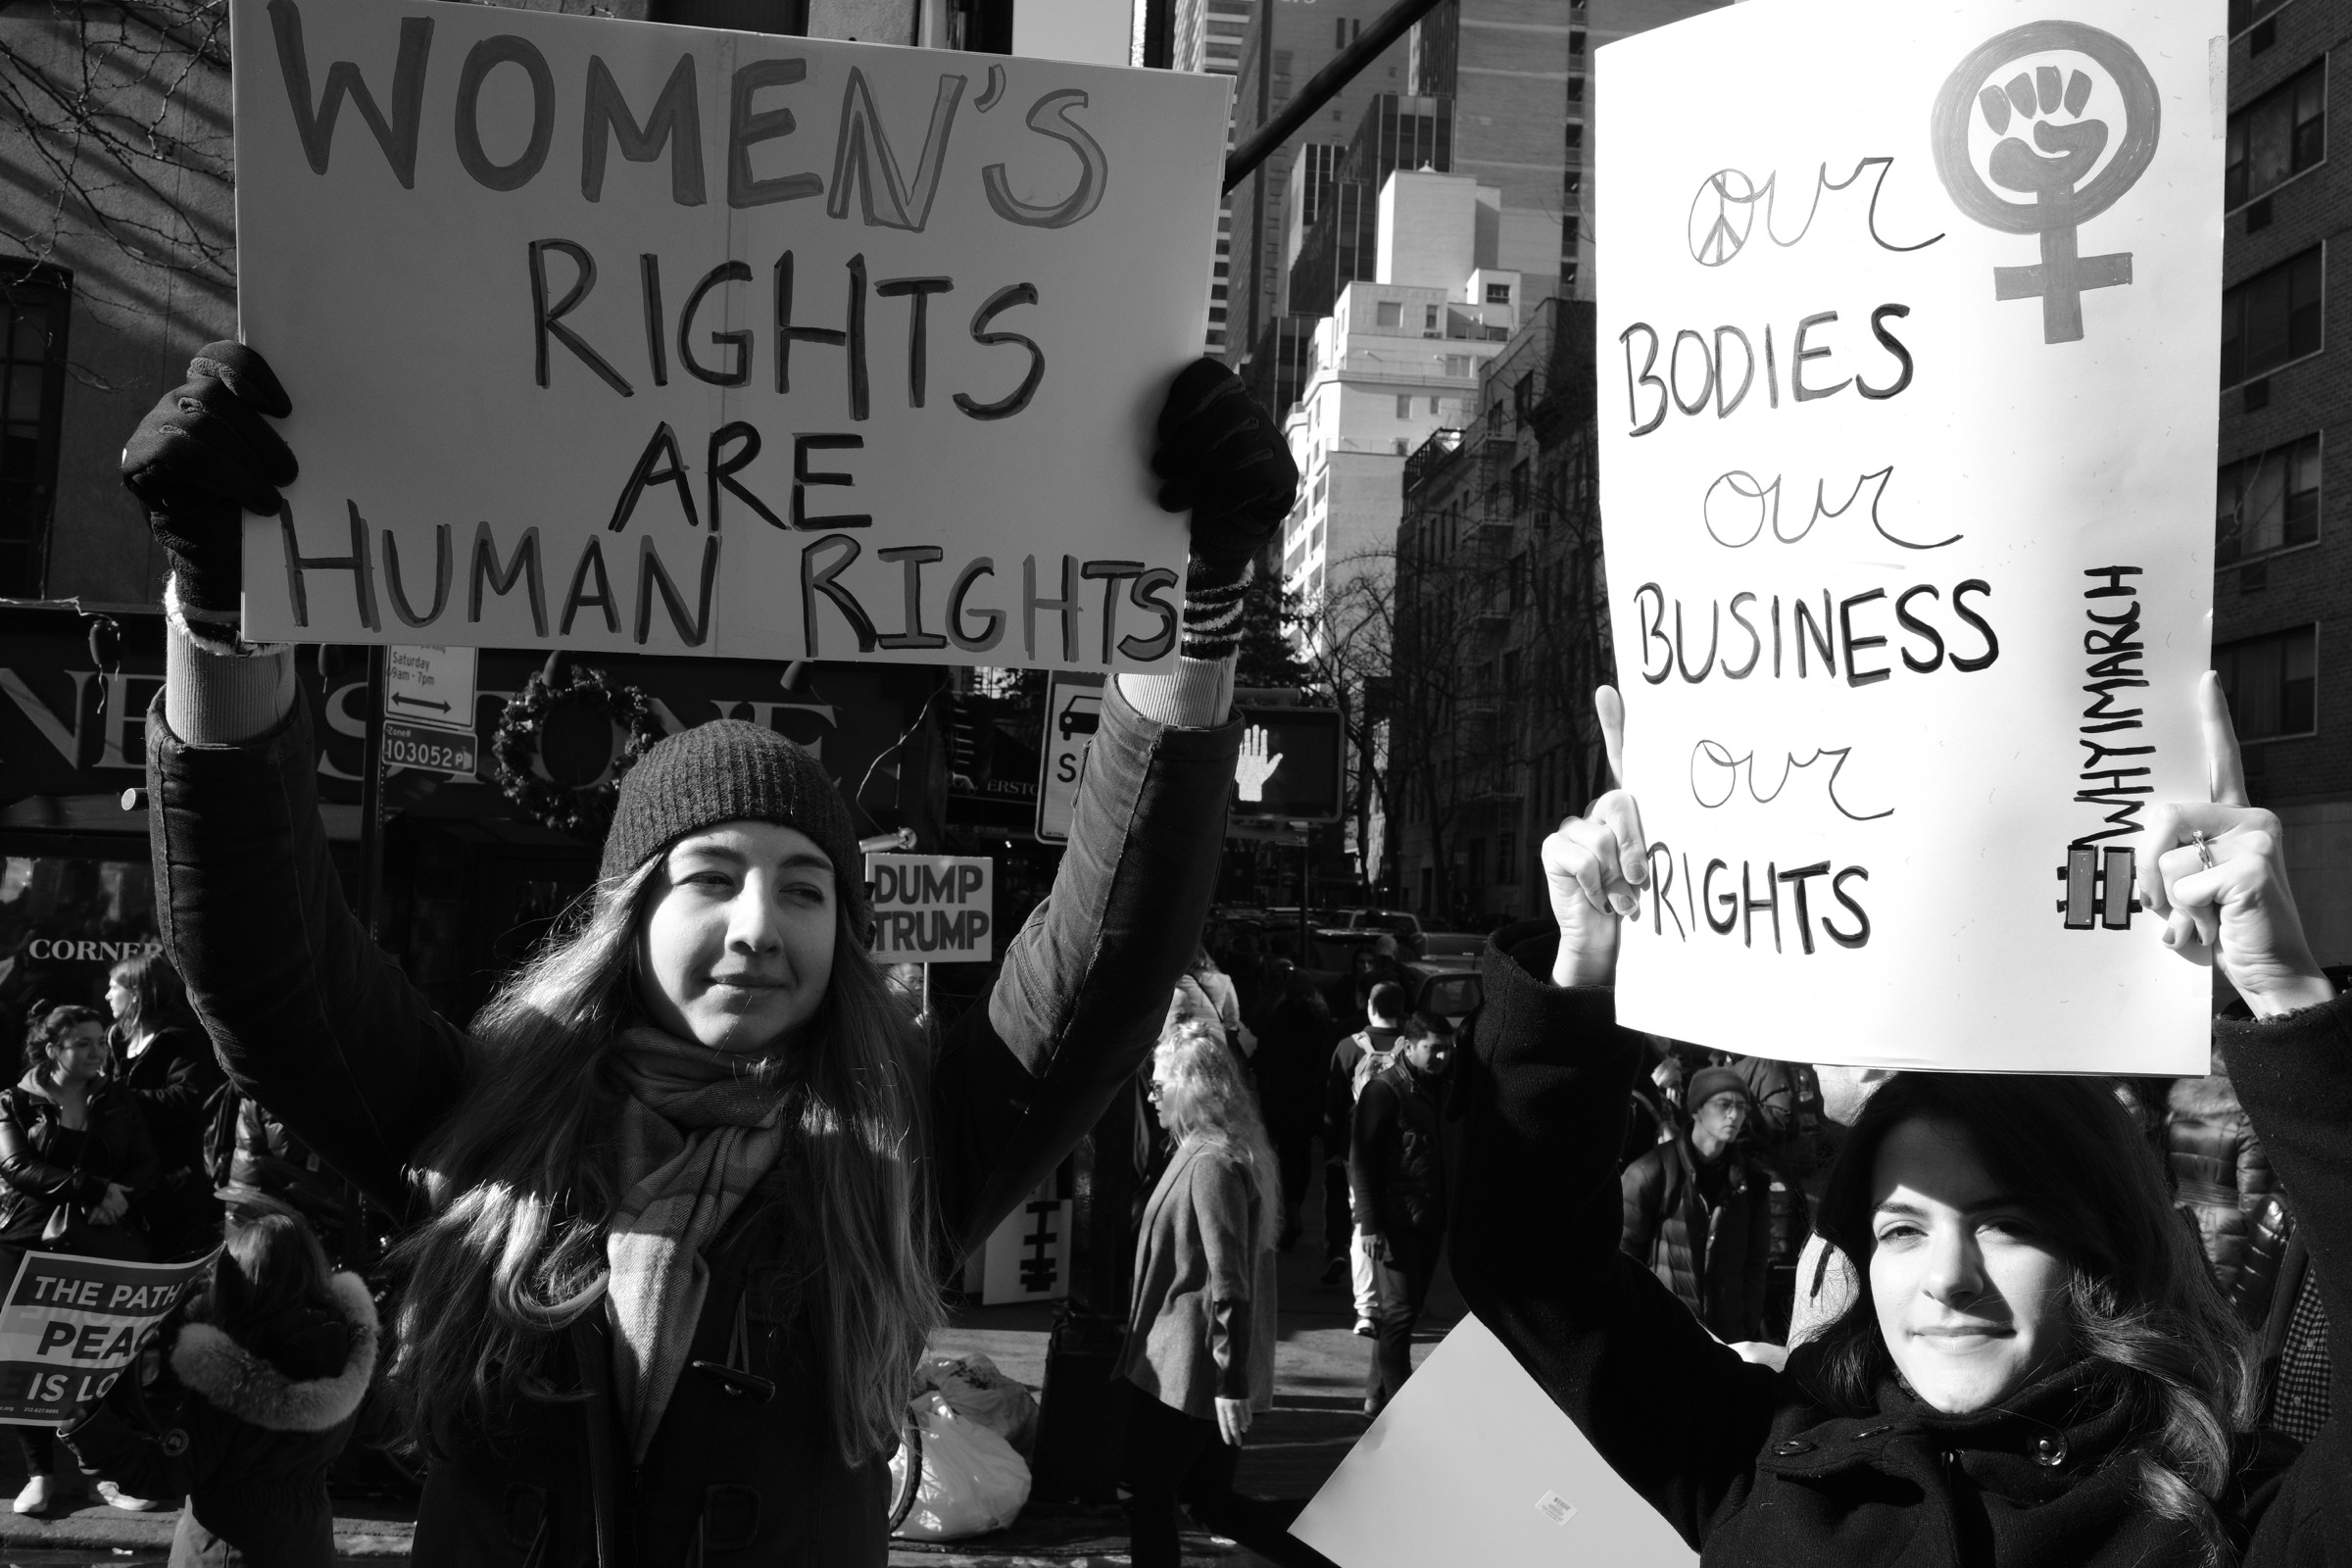 WOMEN'S
RIGHTS
ARE
HUMAN RIGHTS
our
BODIES
our
BUSINESS
our
RIGHTS
#WHYIMARCH
Saturday
9am - 7pm
Zone#
103052
DUMP
TRUMP
CORNER
THE PATH
PEAC
IS LO